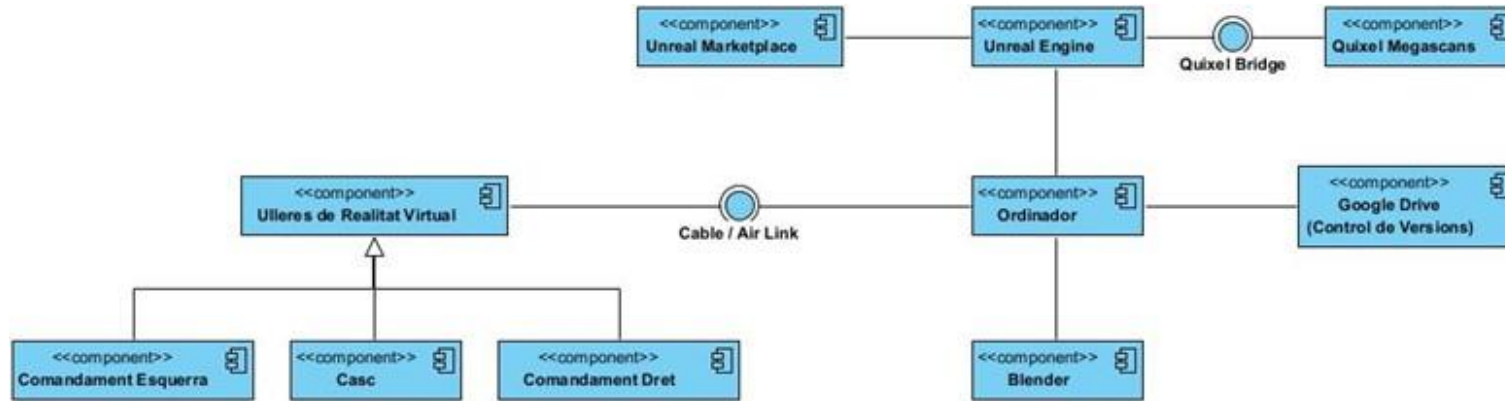 <<component>>
Unreal Marketplace
<<component>>
Unreal Engine
Quixel Bridge
<<component>>
Quixel Megascans
<<component>>
Ulleres de Realitat Virtual
Cable / Air Link
<<component>>
Ordinador
<<component>>
Google Drive
(Control de Versions)
<<component>>
Comandament Esquerra
<<component>>
Casc
<<component>>
Comandament Dret
<<component>>
Blender